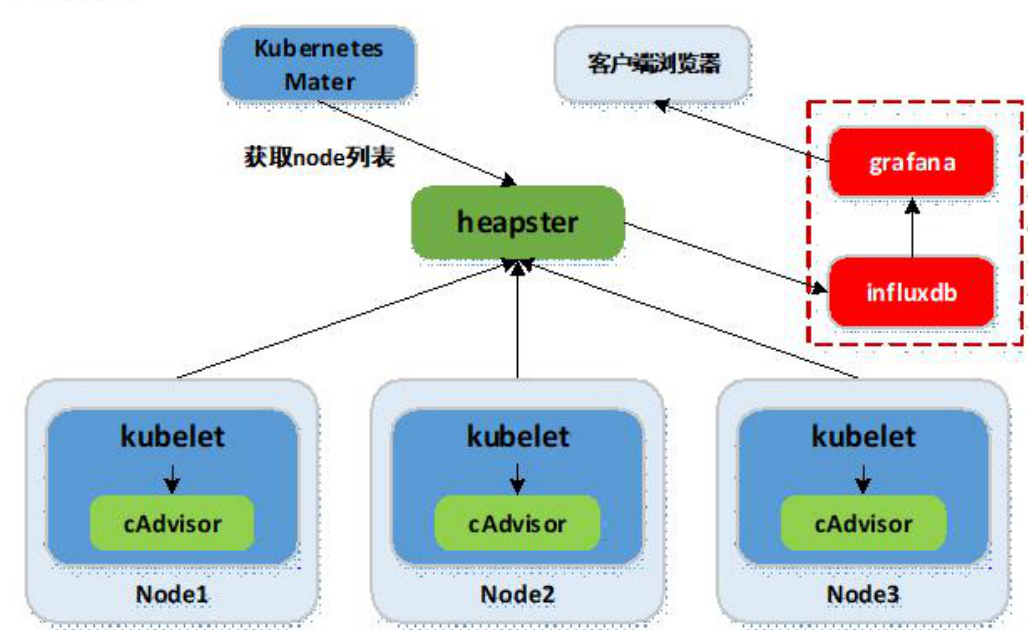 Kubernetes
Mater
客户端浏览器
获取node列表
grafana
heapster
influxdb
kubelet
cAdvisor
Node1
kubelet
cAdvisor
Node2
kubelet
cAdvisor
Node3